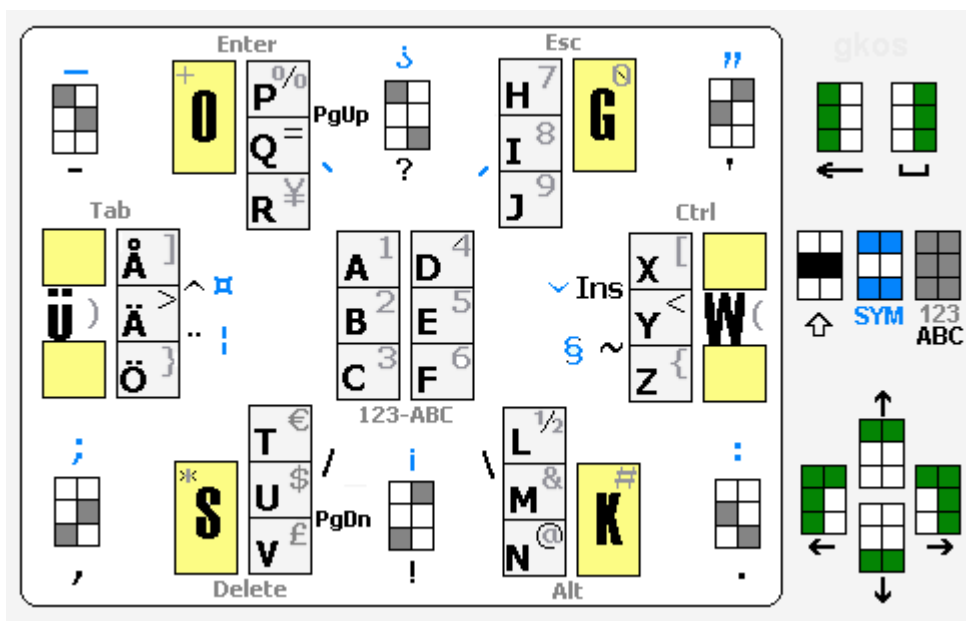 Enter Esc gkos
_ + % ¿ 7 0 ”
O P PgUp H G
Q = I 8
- R ¥ ` ? ´ J 9 ' ← ⎵
Tab Ctrl
Å ] A 1 D 4 X [
Ü ) Ä > ^ ¤ B 2 E 5 ˇ Ins Y < W ( ⇧ SYM 123
¨ ¦ § ~ ABC
Ö } C 3 F 6 Z {
123-ABC
; * T € / ¡ \ L ½ # : ↑
S U $ PgDn M & K
, V £ ! N @ . ← →
Delete Alt ↓